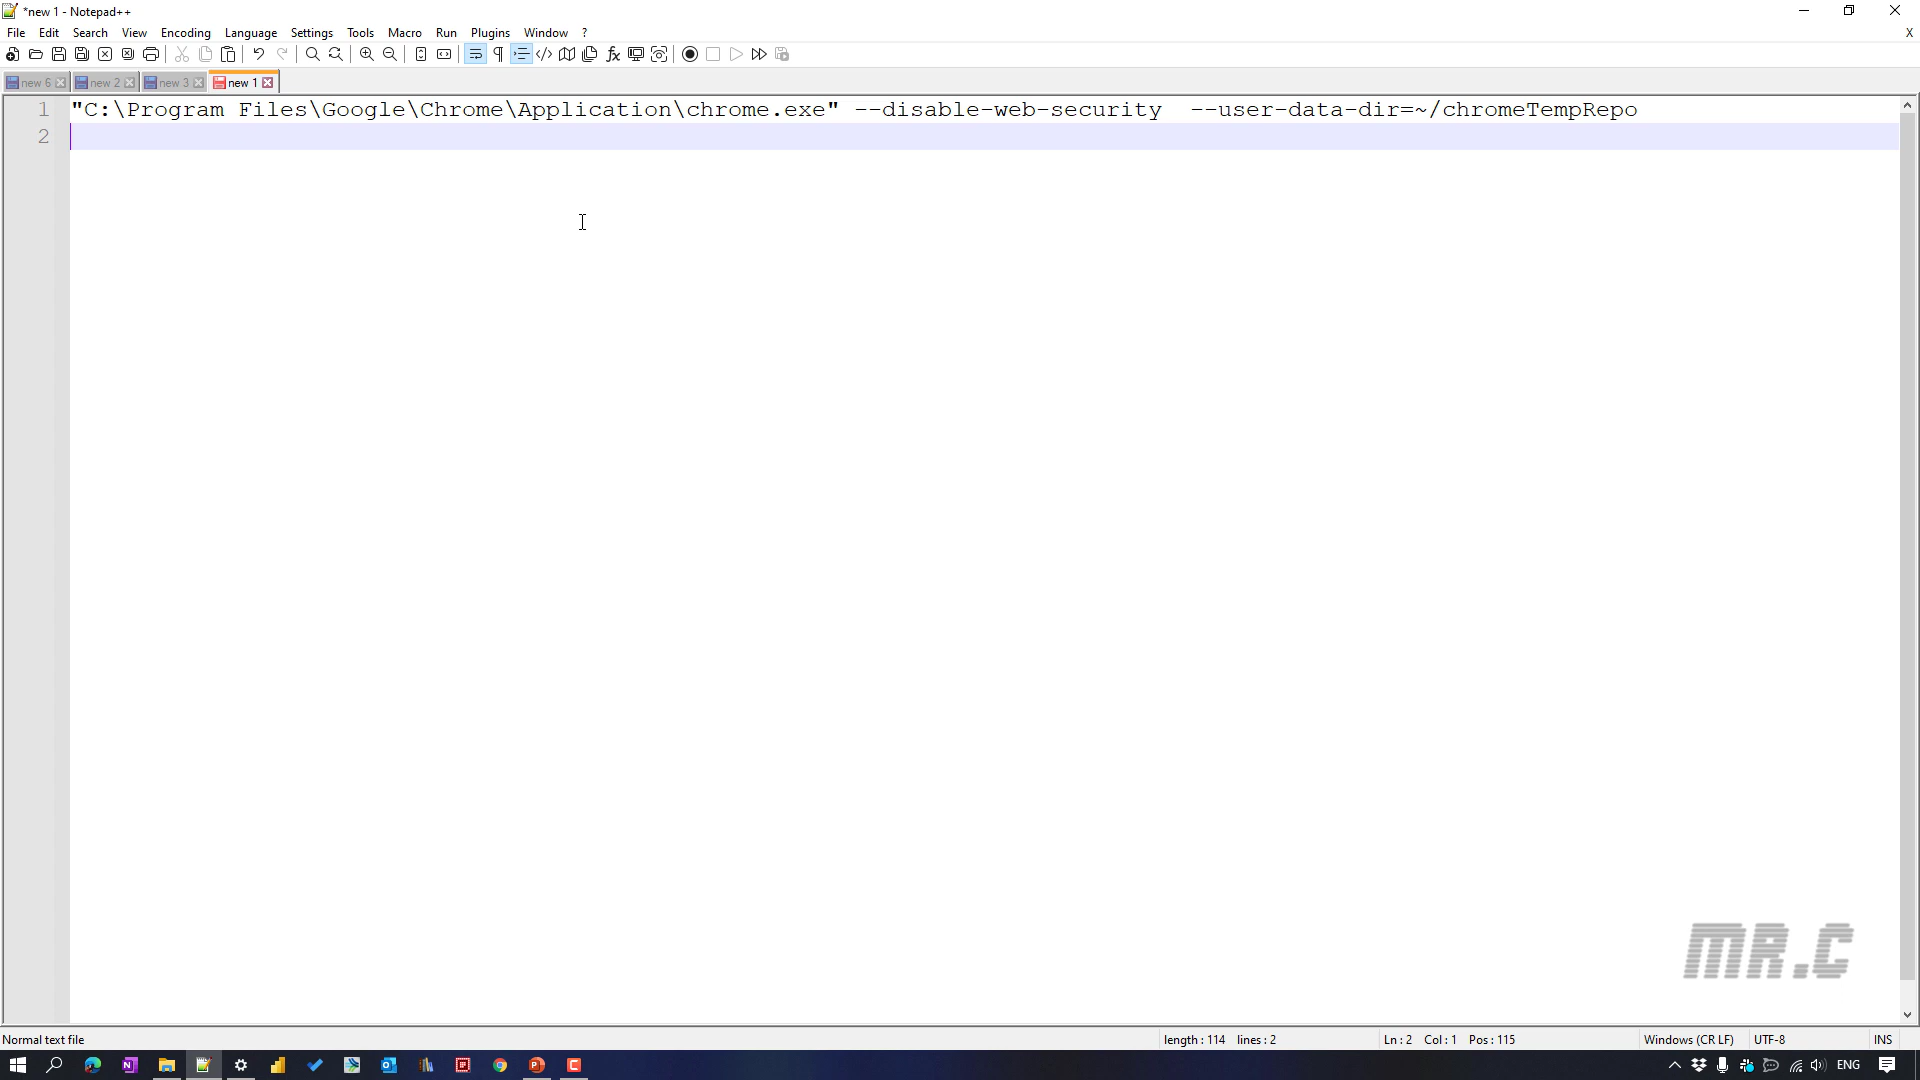 *new 1 - Notepad++
File Edit Search View Encoding Language Settings Tools Macro Run Plugins Window ? X
new 6 new 2 new 3 new 1
1 "C:\Program Files\Google\Chrome\Application\chrome.exe" --disable-web-security  --user-data-dir=~/chromeTempRepo
2
MR.C
Normal text file length : 114 lines : 2 Ln : 2 Col : 1 Pos : 115 Windows (CR LF) UTF-8 INS
ENG